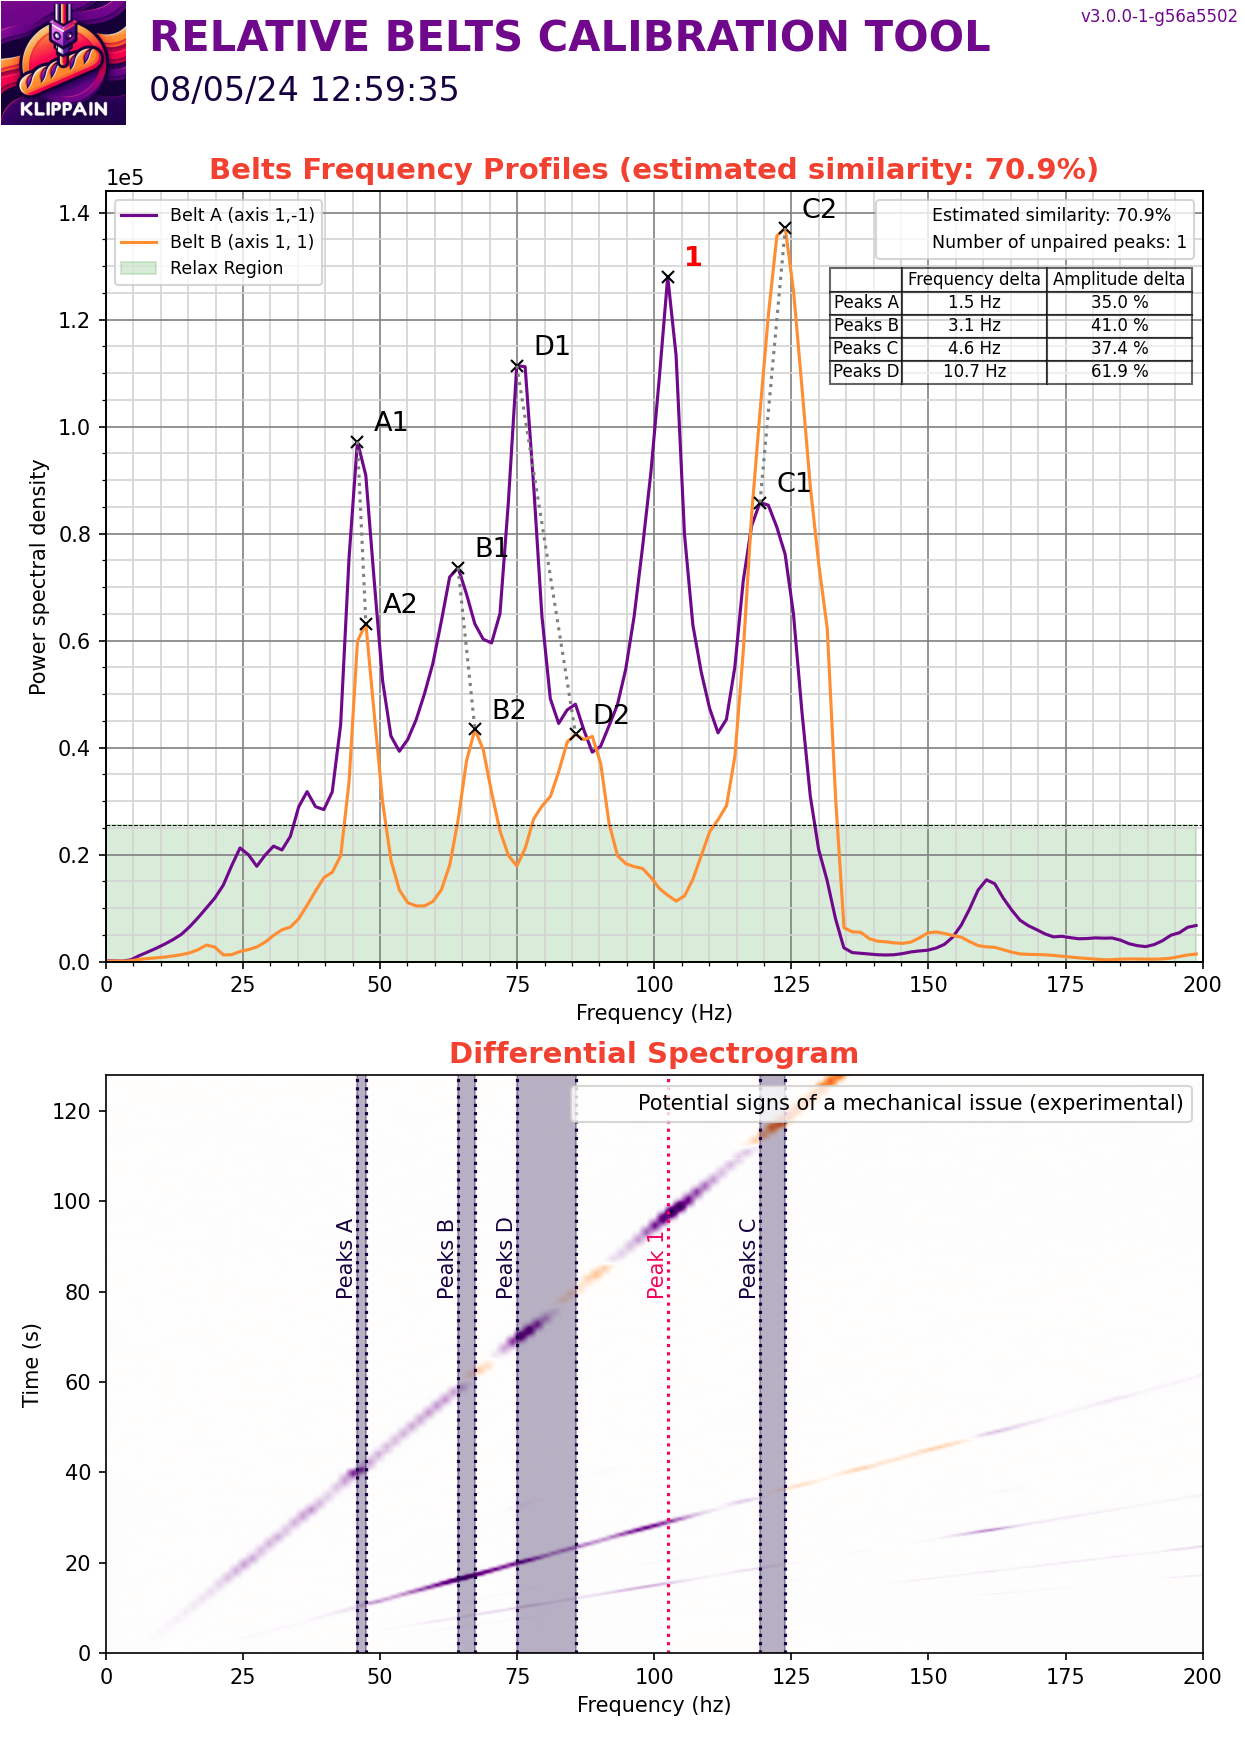 v3.0.0-1-g56a5502
RELATIVE BELTS CALIBRATION TOOL
08/05/24 12:59:35
KLIPPAIN
Belts Frequency Profiles (estimated similarity: 70.9%)
1e5
Belt A (axis 1,-1)
Belt B (axis 1, 1)
Relax Region
Estimated similarity: 70.9%
Number of unpaired peaks: 1
Frequency delta Amplitude delta
Peaks A 1.5 Hz 35.0 %
Peaks B 3.1 Hz 41.0 %
Peaks C 4.6 Hz 37.4 %
Peaks D 10.7 Hz 61.9 %
C2
1
D1
A1
C1
B1
A2
B2
D2
1.4
1.2
1.0
0.8
0.6
0.4
0.2
0.0
Power spectral density
0 25 50 75 100 125 150 175 200
Frequency (Hz)
Differential Spectrogram
Potential signs of a mechanical issue (experimental)
Peaks A
Peaks B
Peaks D
Peak 1
Peaks C
120
100
80
60
40
20
0
Time (s)
0 25 50 75 100 125 150 175 200
Frequency (hz)